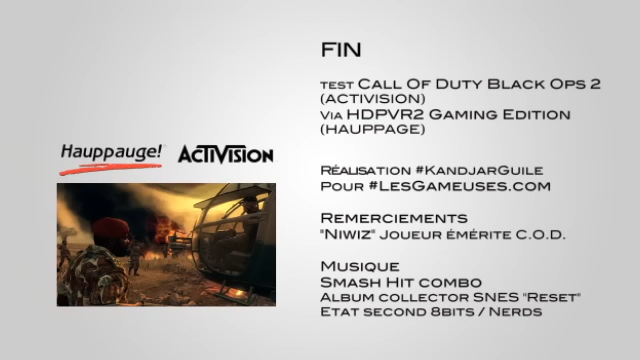 FIN
TEST CALL OF DUTY BLACK OPS 2
(ACTIVISION)
VIA HDPVR2 GAMING EDITION
(HAUPPAGE)
Hauppauge!
ACTIVISION
RÉALISATION #KANDJARGUILE
POUR #LESGAMEUSES.COM
REMERCIEMENTS
"NIWIZ" JOUEUR ÉMÉRITE C.O.D.
MUSIQUE
SMASH HIT COMBO
ALBUM COLLECTOR SNES "RESET"
ETAT SECOND 8BITS / NERDS